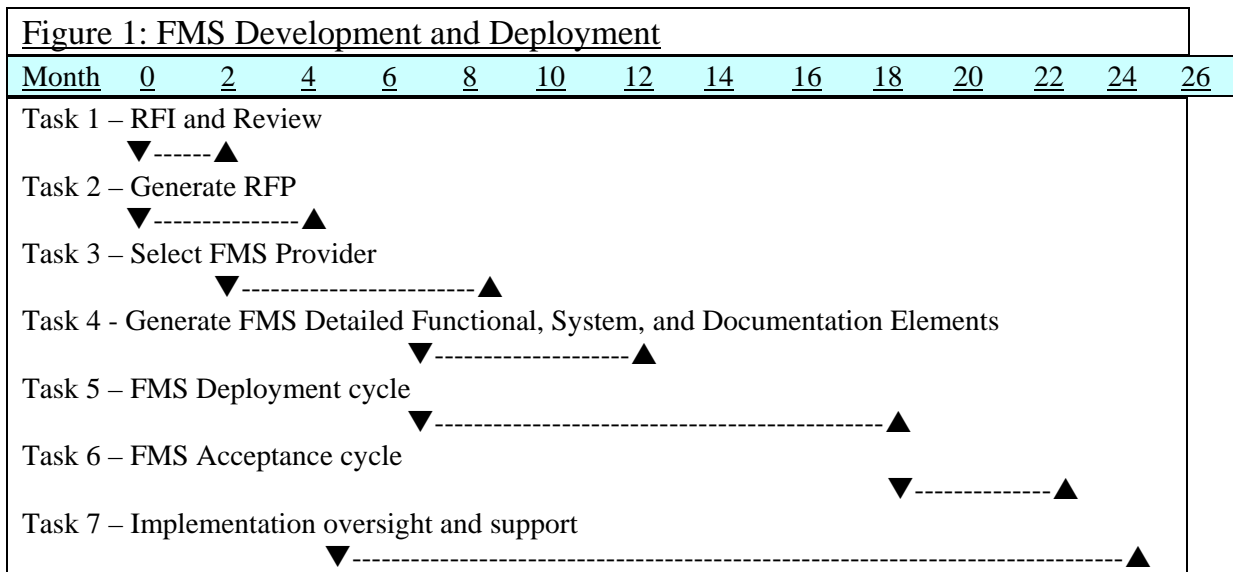 Figure 1: FMS Development and Deployment
Month 0 2 4 6 8 10 12 14 16 18 20 22 24 26
Task 1 – RFI and Review
▼------▲
Task 2 – Generate RFP
▼---------------▲
Task 3 – Select FMS Provider
▼------------------------▲
Task 4 - Generate FMS Detailed Functional, System, and Documentation Elements
▼--------------------▲
Task 5 – FMS Deployment cycle
▼----------------------------------------------▲
Task 6 – FMS Acceptance cycle
▼--------------▲
Task 7 – Implementation oversight and support
▼--------------------------------------------------------------------------------▲